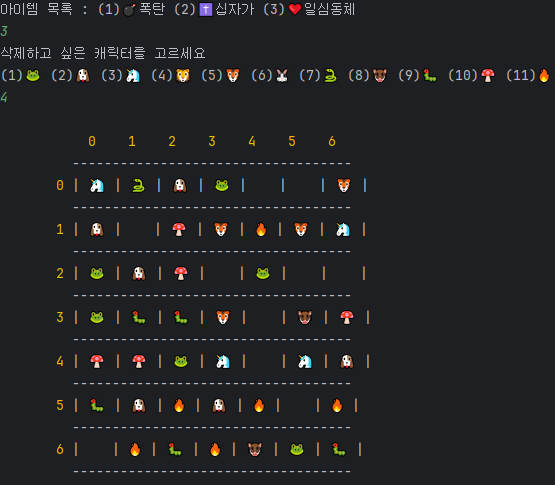 아이템 목록 : (1)💣폭탄 (2)✝️십자가 (3)❤️일심동체
3
삭제하고 싶은 캐릭터를 고르세요
(1)🐸 (2)🐶 (3)🦄 (4)🐯 (5)🦊 (6)🐰 (7)🐍 (8)🐮 (9)🐛 (10)🍄 (11)🔥
4
0 1 2 3 4 5 6
---------------------------------
0 | 🦄 | 🐍 | 🐶 | 🐸 | | | 🦊 |
---------------------------------
1 | 🐶 | | 🍄 | 🦊 | 🔥 | 🦊 | 🦄 |
---------------------------------
2 | 🐸 | 🐶 | 🍄 | | 🐸 | | |
---------------------------------
3 | 🐸 | 🐛 | 🐛 | 🦊 | | 🐮 | 🍄 |
---------------------------------
4 | 🍄 | 🍄 | 🐸 | 🦄 | | 🦄 | 🐶 |
---------------------------------
5 | 🐛 | 🐶 | 🔥 | 🐶 | 🔥 | | 🔥 |
---------------------------------
6 | | 🔥 | 🐛 | 🔥 | 🐮 | 🐸 | 🐛 |
---------------------------------